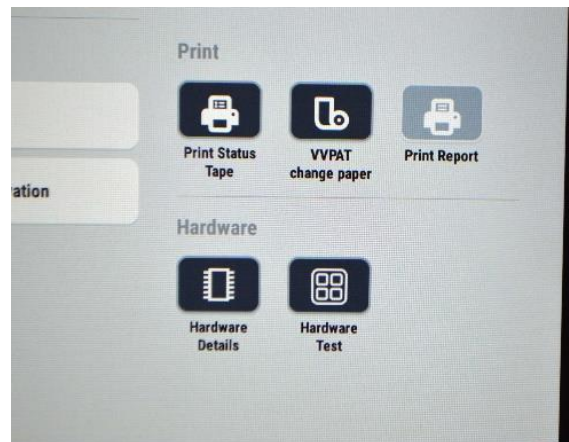 Print
Print Status
Tape
VVPAT
change paper
Print Report
ation
Hardware
Hardware
Details
Hardware
Test